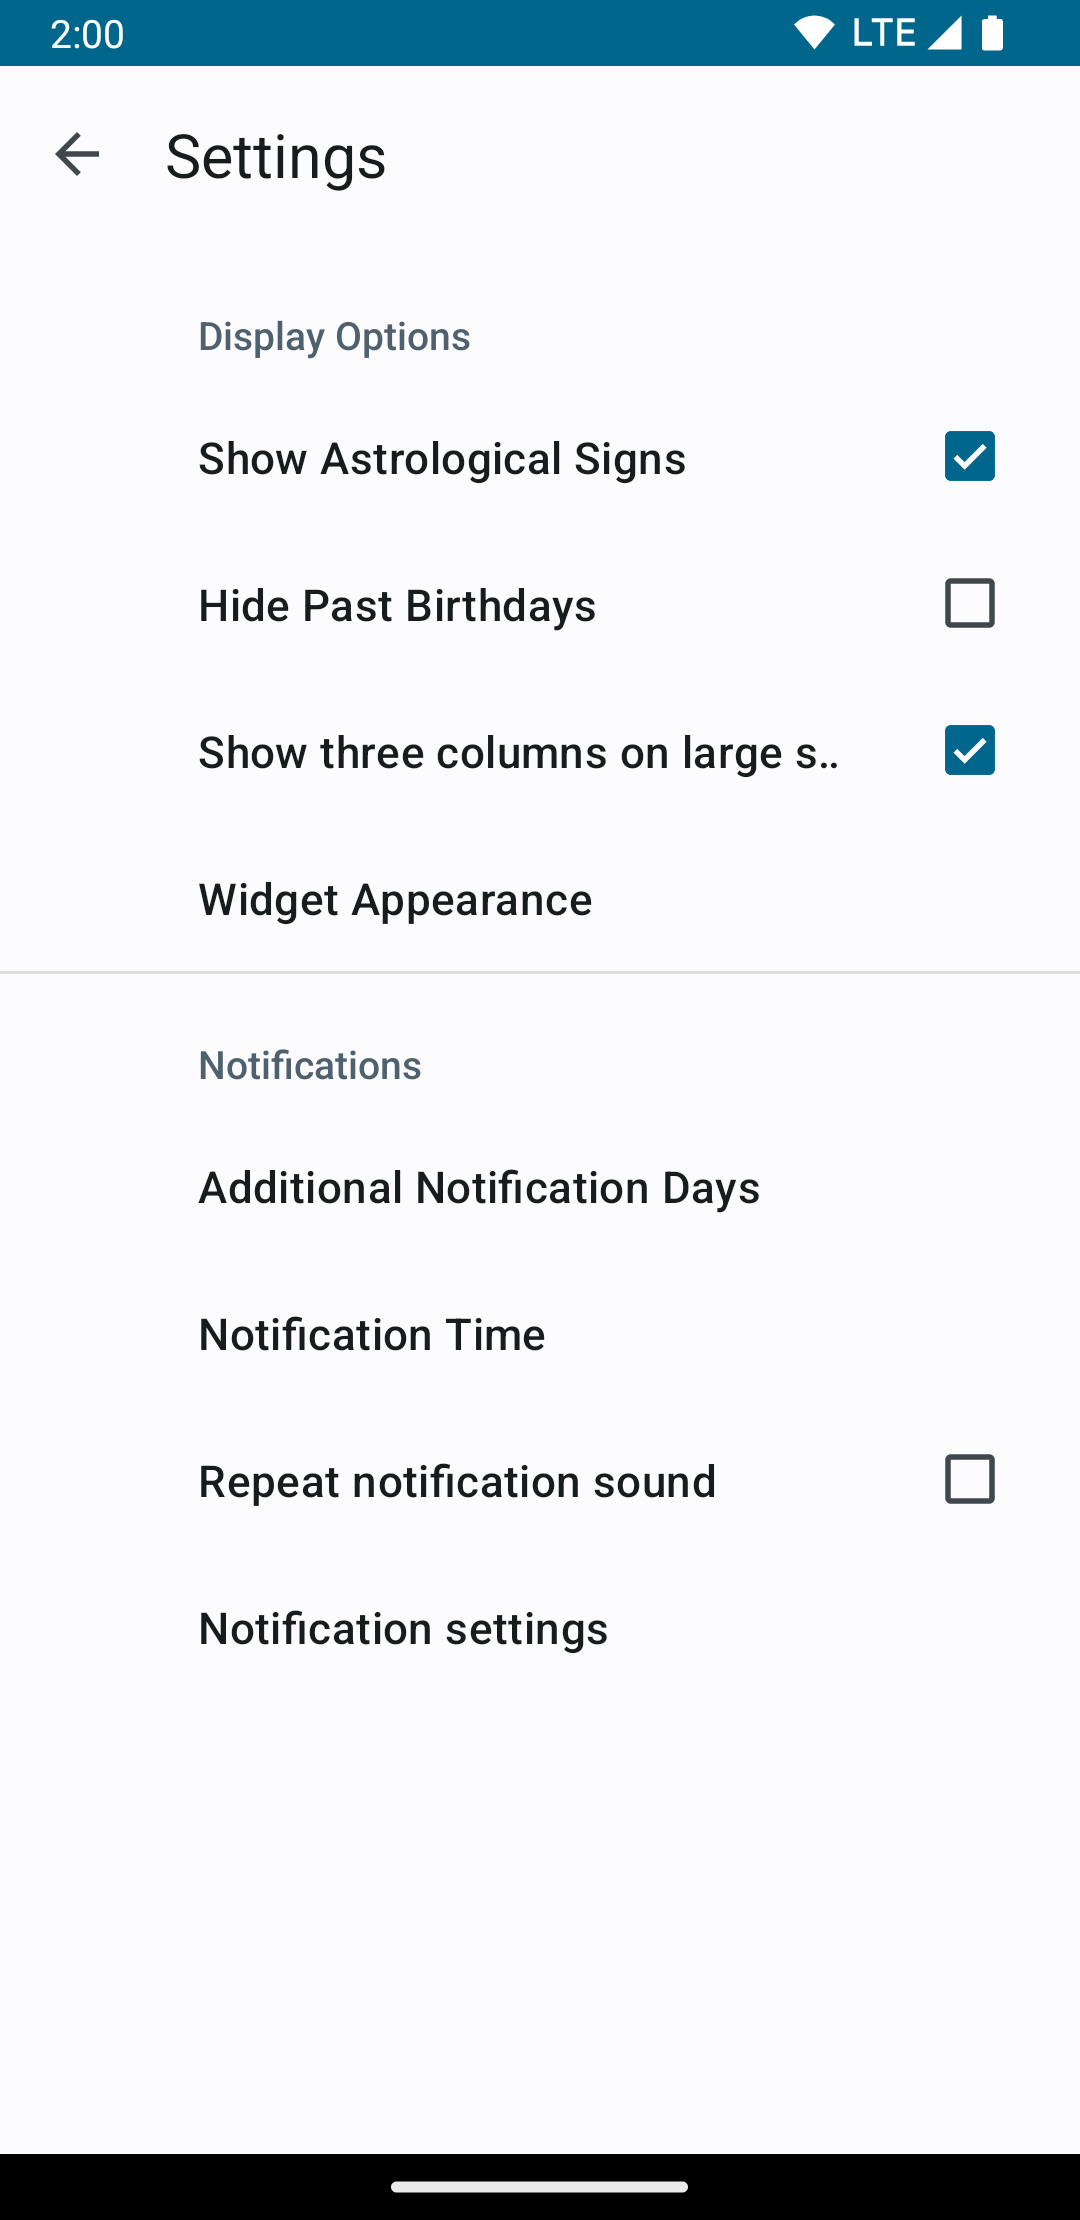 2:00 LTE
Settings
Display Options
Show Astrological Signs
Hide Past Birthdays
Show three columns on large s..
Widget Appearance
Notifications
Additional Notification Days
Notification Time
Repeat notification sound
Notification settings